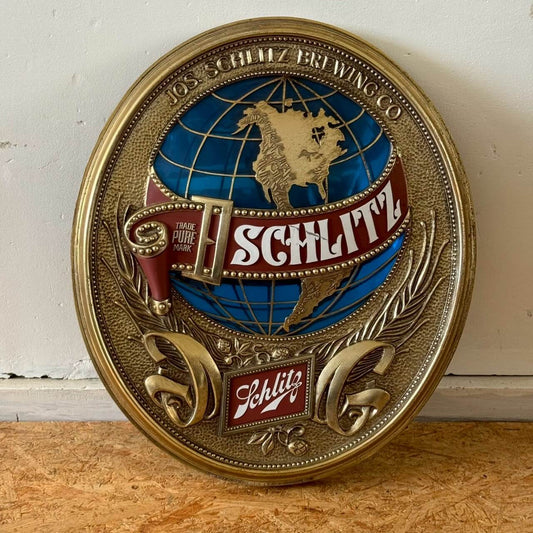 JOS. SCHLITZ BREWING CO.
TRADE
PURE
MARK
SCHLITZ
Schlitz